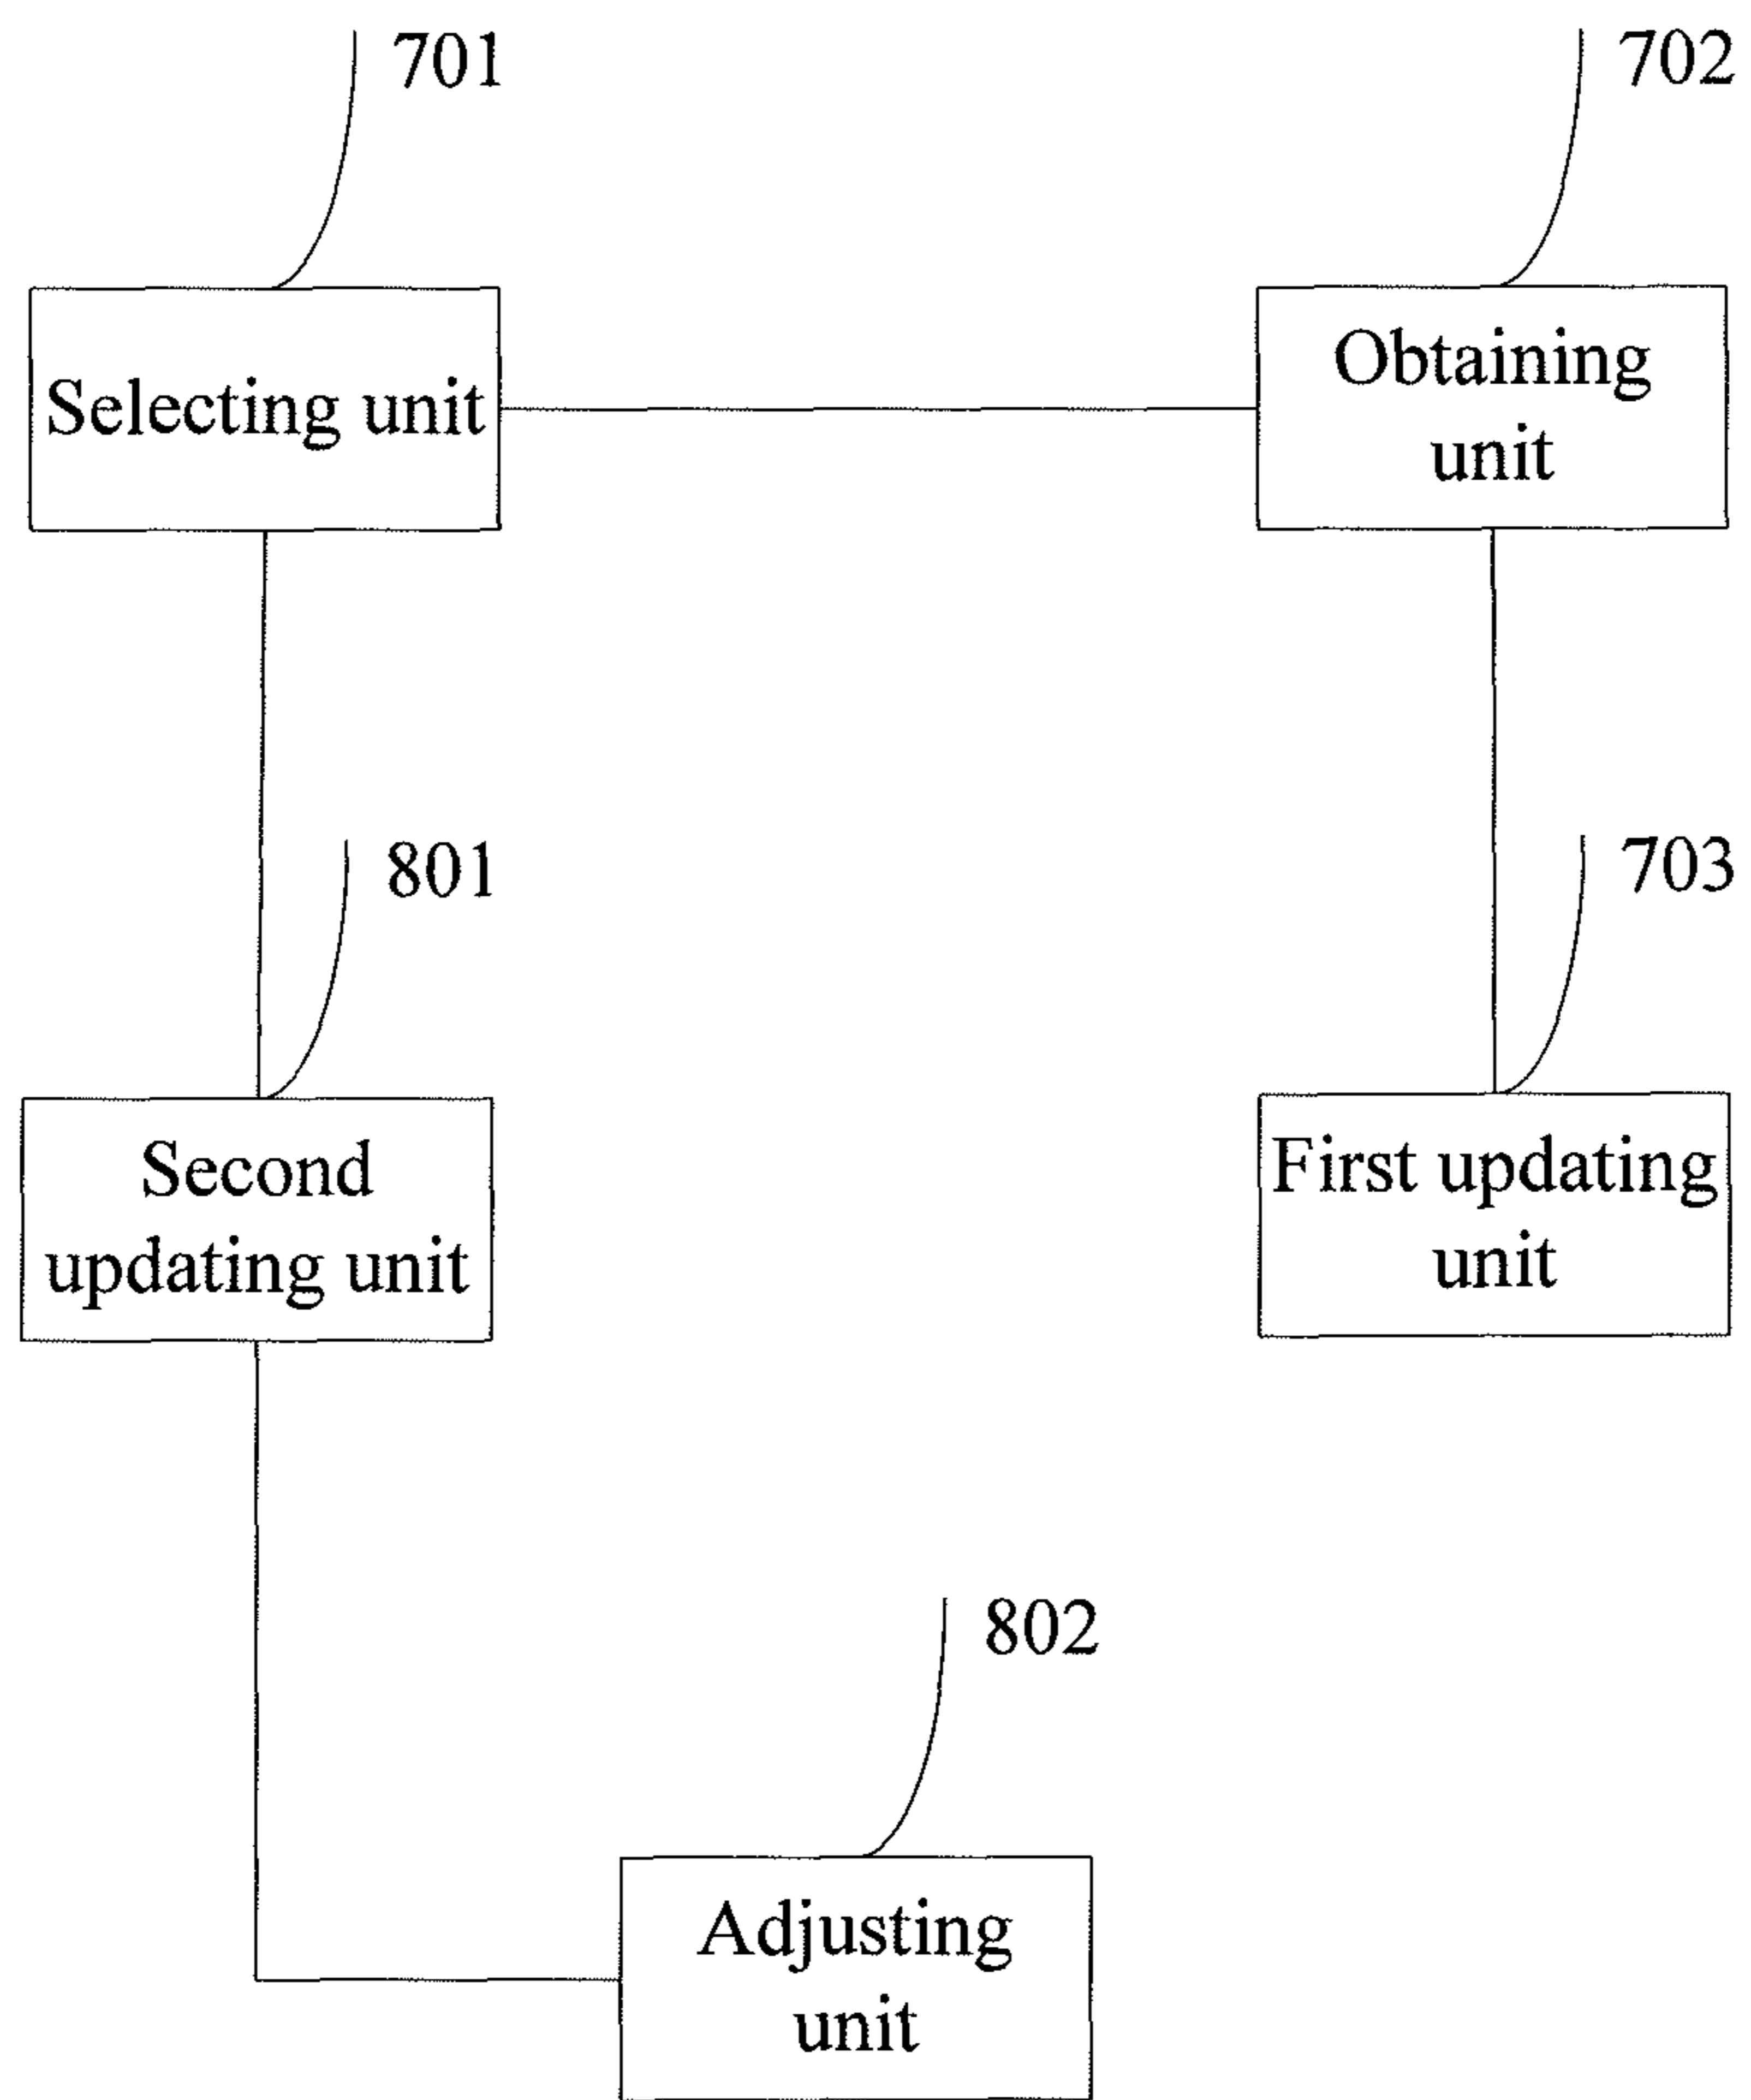 701
702
Selecting unit
Obtaining
unit
801
703
Second
updating unit
First updating
unit
802
Adjusting
unit